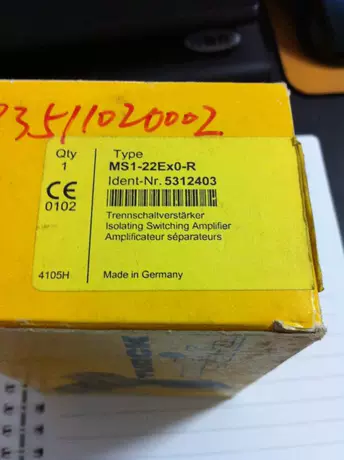 P3511020002
Qty
1
Type
MS1-22Ex0-R
Ident-Nr. 5312403
CE
0102
Trennschaltverstärker
Isolating Switching Amplifier
Amplificateur séparateurs
4105H
Made in Germany